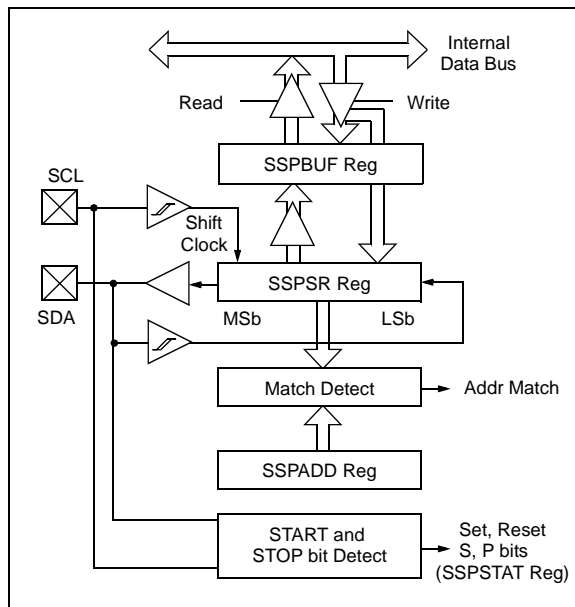 Internal
Data Bus
Read
Write
SSPBUF Reg
SCL
Shift
Clock
SSPSR Reg
SDA
MSb
LSb
Match Detect
Addr Match
SSPADD Reg
START and
STOP bit Detect
Set, Reset
S, P bits
(SSPSTAT Reg)